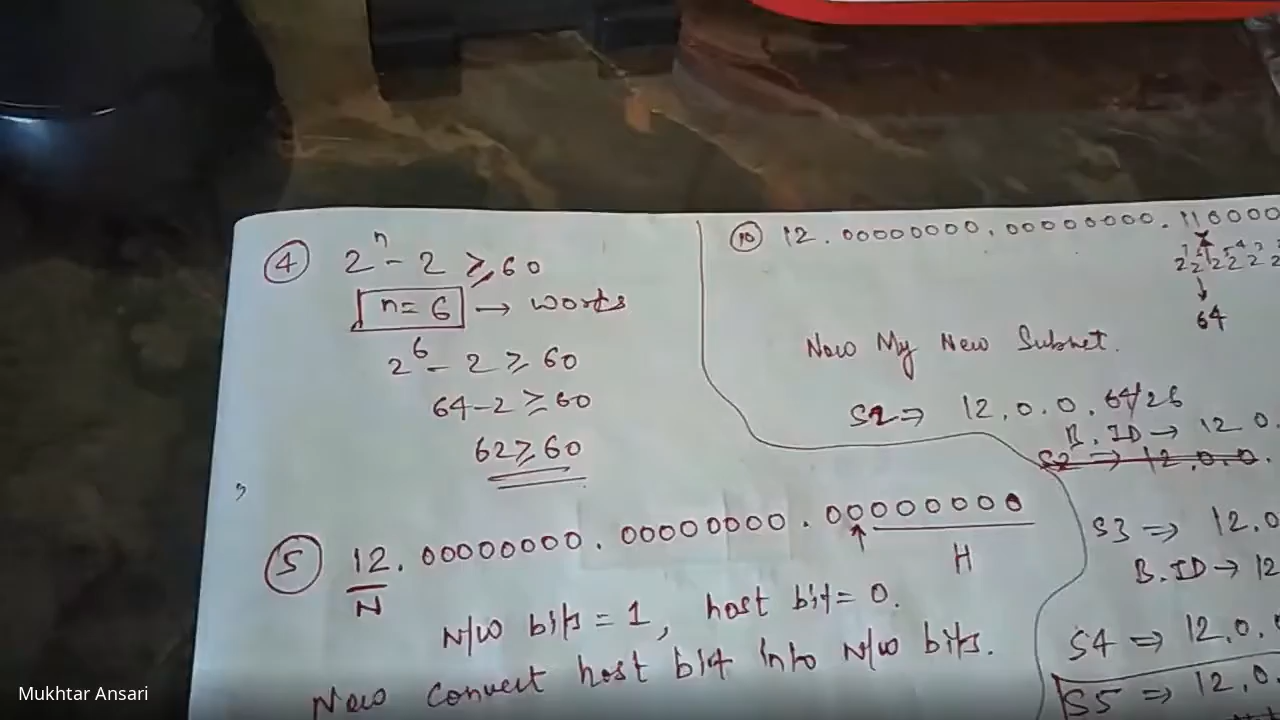 ④ 2ⁿ - 2 ≥ 60
n = 6 → works
2⁶ - 2 ≥ 60
64 - 2 ≥ 60
62 ≥ 60
⑤ 12.00000000.00000000.00000000
N
H
N/W bits = 1, host bit = 0.
Now convert host bit into N/W bits.
⑩ 12.00000000.00000000.110000
64
Now My New Subnet.
S2 ⇒ 12.0.0.64/26
B.ID → 12 0.
S2 → 12.0.0.
S3 ⇒ 12.0
B.ID → 12
S4 ⇒ 12.0.0
S5 ⇒ 12.0.
Mukhtar Ansari